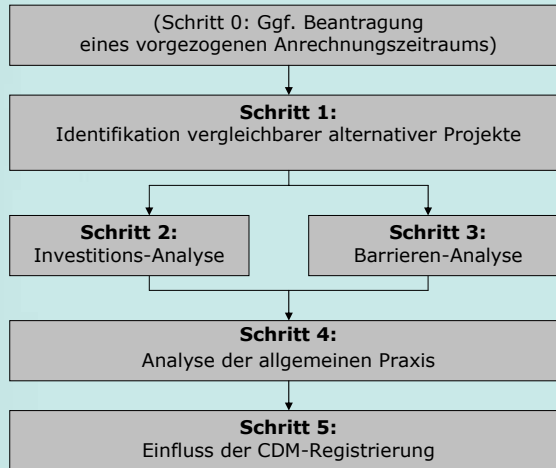 (Schritt 0: Ggf. Beantragung
eines vorgezogenen Anrechnungszeitraums)
Schritt 1:
Identifikation vergleichbarer alternativer Projekte
Schritt 2:
Investitions-Analyse
Schritt 3:
Barrieren-Analyse
Schritt 4:
Analyse der allgemeinen Praxis
Schritt 5:
Einfluss der CDM-Registrierung